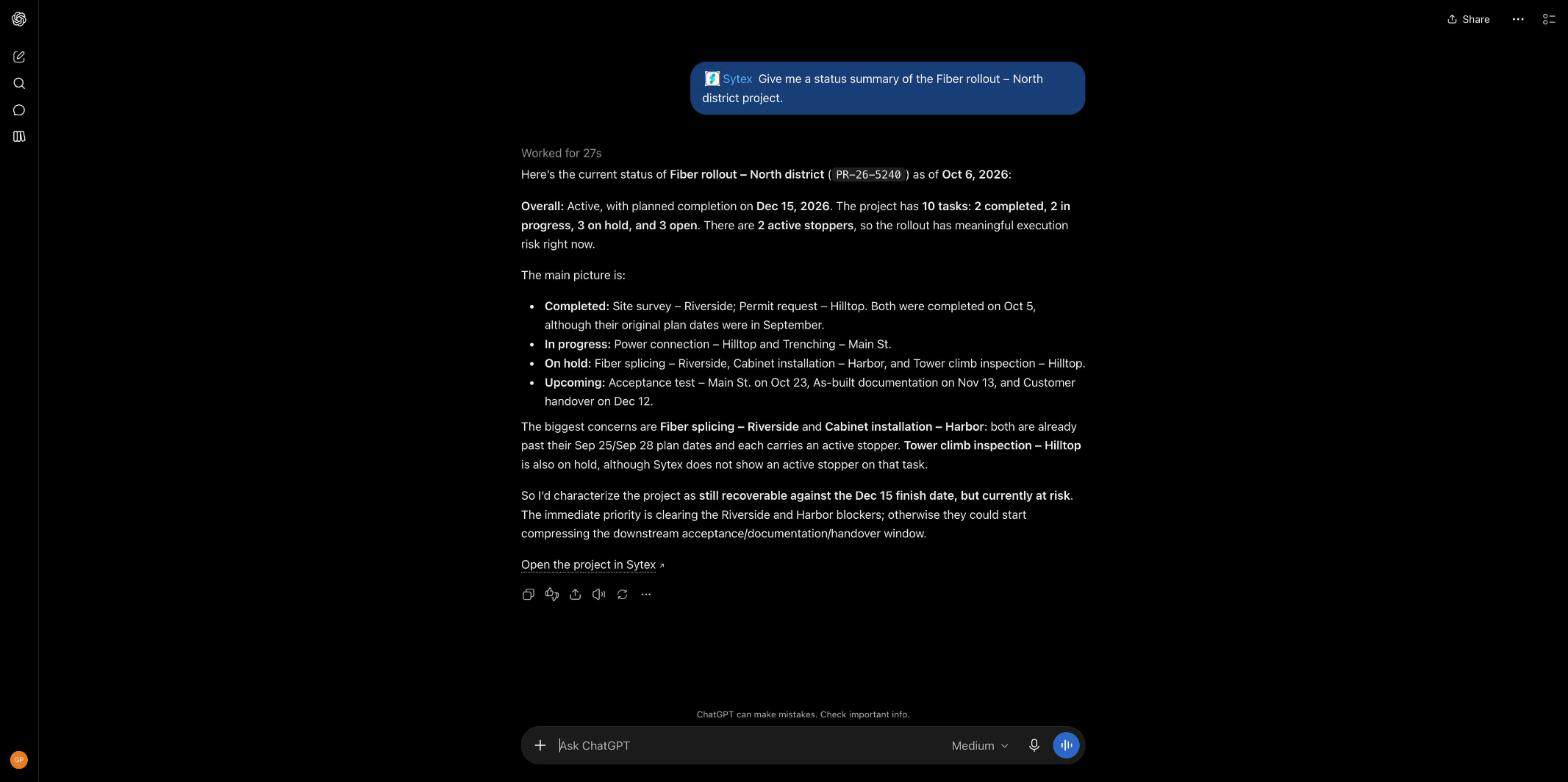 Share
Sytex Give me a status summary of the Fiber rollout – North
district project.
Worked for 27s
Here's the current status of Fiber rollout – North district ( PR-26-5240 ) as of Oct 6, 2026:
Overall: Active, with planned completion on Dec 15, 2026. The project has 10 tasks: 2 completed, 2 in
progress, 3 on hold, and 3 open. There are 2 active stoppers, so the rollout has meaningful execution
risk right now.
The main picture is:
• Completed: Site survey – Riverside; Permit request – Hilltop. Both were completed on Oct 5,
although their original plan dates were in September.
• In progress: Power connection – Hilltop and Trenching – Main St.
• On hold: Fiber splicing – Riverside, Cabinet installation – Harbor, and Tower climb inspection – Hilltop.
• Upcoming: Acceptance test – Main St. on Oct 23, As-built documentation on Nov 13, and Customer
handover on Dec 12.
The biggest concerns are Fiber splicing – Riverside and Cabinet installation – Harbor: both are already
past their Sep 25/Sep 28 plan dates and each carries an active stopper. Tower climb inspection – Hilltop
is also on hold, although Sytex does not show an active stopper on that task.
So I'd characterize the project as still recoverable against the Dec 15 finish date, but currently at risk.
The immediate priority is clearing the Riverside and Harbor blockers; otherwise they could start
compressing the downstream acceptance/documentation/handover window.
Open the project in Sytex ↗
ChatGPT can make mistakes. Check important info.
Ask ChatGPT
Medium
GP